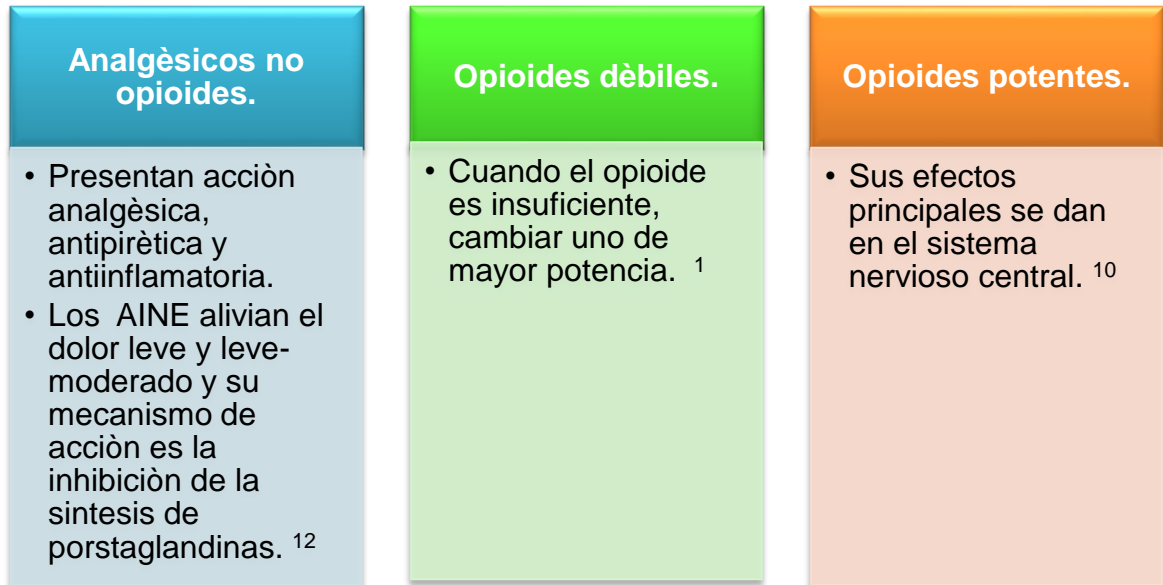 Analgèsicos no
opioides.
• Presentan acciòn
analgèsica,
antipirètica y
antiinflamatoria.
• Los AINE alivian el
dolor leve y leve-
moderado y su
mecanismo de
acciòn es la
inhibiciòn de la
sintesis de
porstaglandinas. 12
Opioides dèbiles.
• Cuando el opioide
es insuficiente,
cambiar uno de
mayor potencia. 1
Opioides potentes.
• Sus efectos
principales se dan
en el sistema
nervioso central. 10